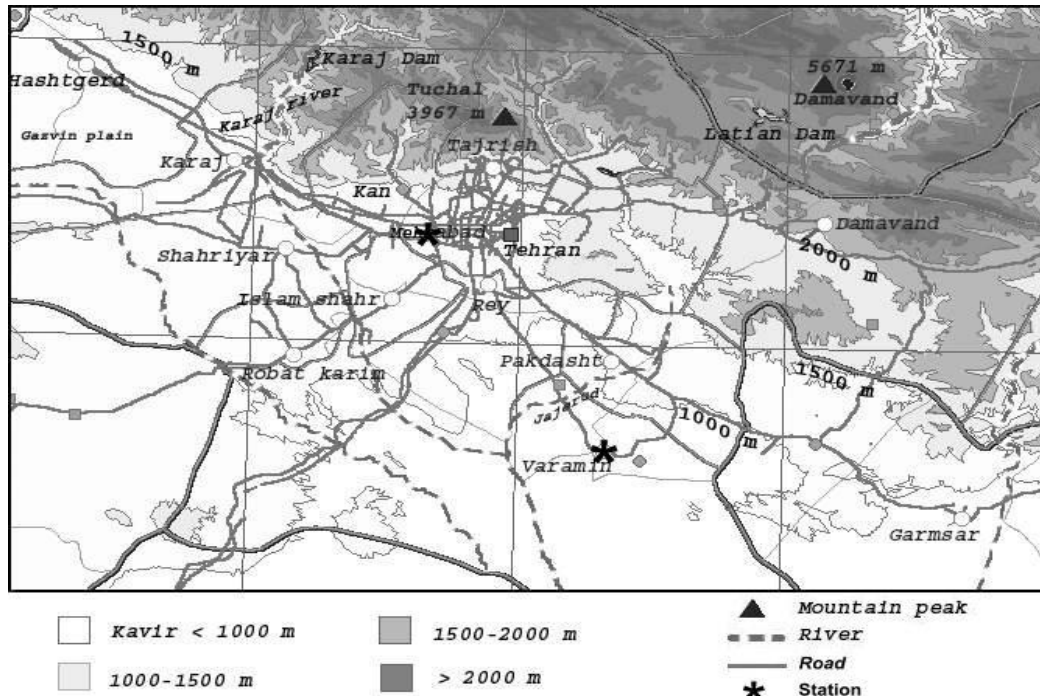 1500 m
Hashtgerd
Karaj Dam
Karaj River
Gazvin plain
Tuchal
3967 m
5671 m
Damavand
Latian Dam
Tajrish
Karaj
Kan
Mehrabad
Tehran
Damavand
2000 m
Shahriyar
Islam shahr
Rey
Robat karim
Pakdasht
1500 m
Jajerud
1000 m
Varamin
Garmsar
Kavir < 1000 m
1000-1500 m
1500-2000 m
> 2000 m
Mountain peak
River
Road
Station